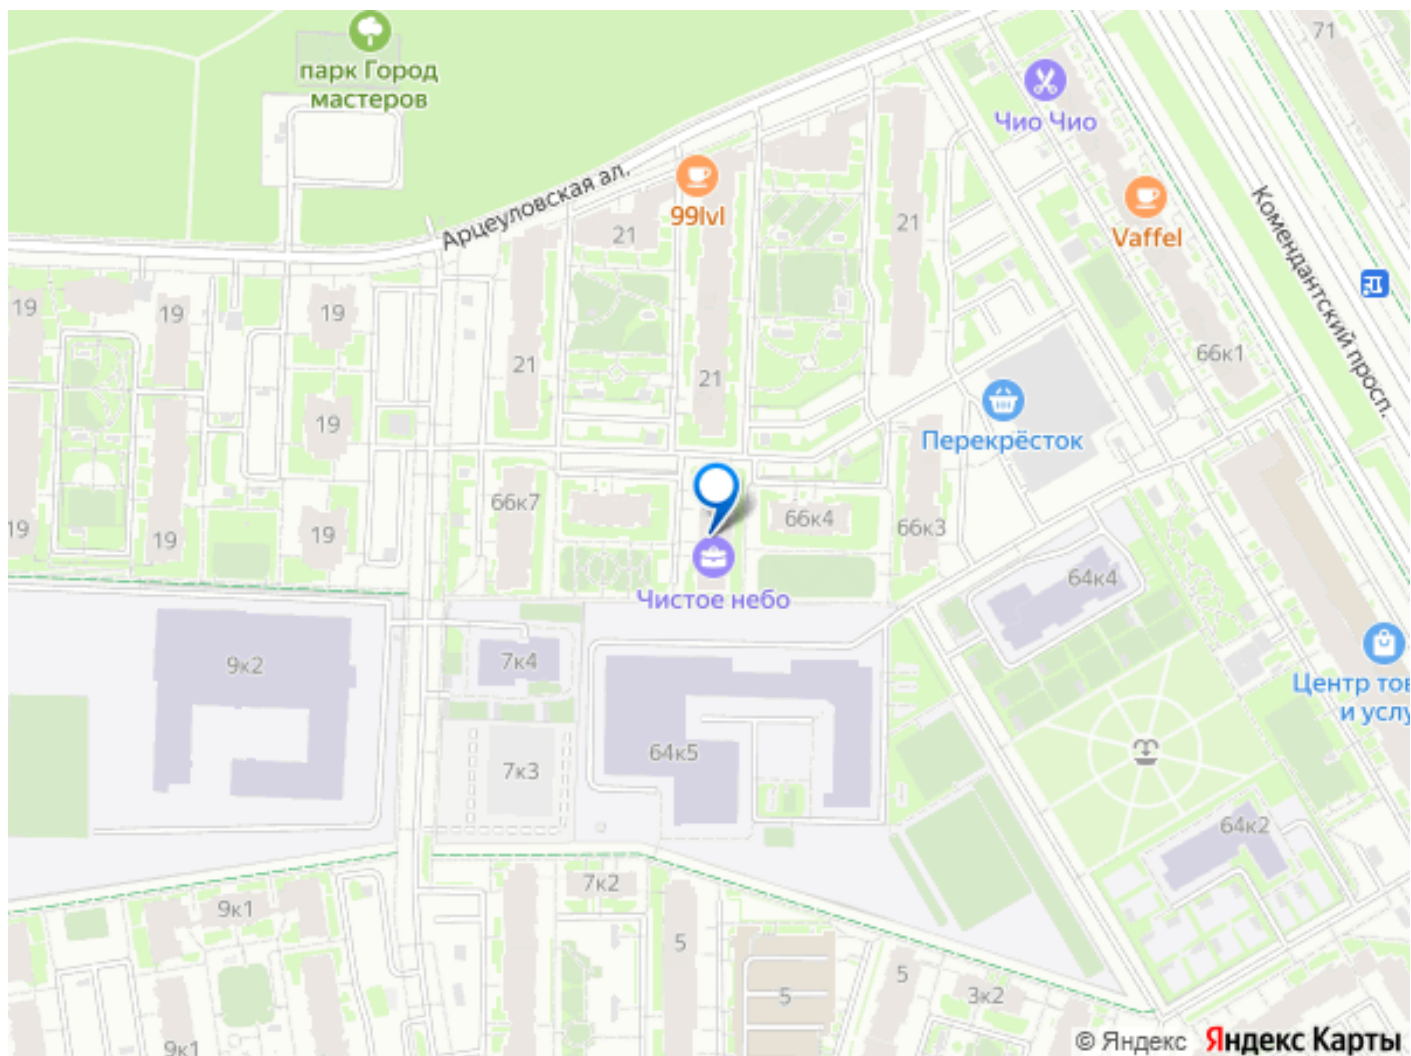 71
парк Город
мастеров
Чио Чио
Арцеуловская ал.
99lvl
Vaffel
Комендантский просп.
21
21
19
19
19
21
21
66к1
19
Перекрёсток
66к7
66к4
66к3
19
19
19
Чистое небо
64к4
9к2
7к4
Центр тов
и услу
64к5
7к3
64к2
7к2
9к1
5
5
5
3к2
9к1
© Яндекс Яндекс Карты